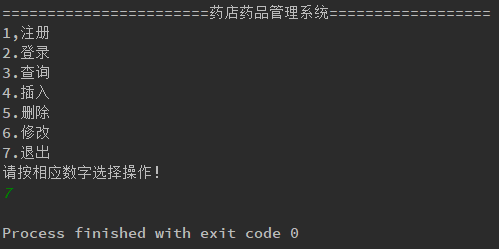 =======================药店药品管理系统==================
1,注册
2.登录
3.查询
4.插入
5.删除
6.修改
7.退出
请按相应数字选择操作!
7
Process finished with exit code 0